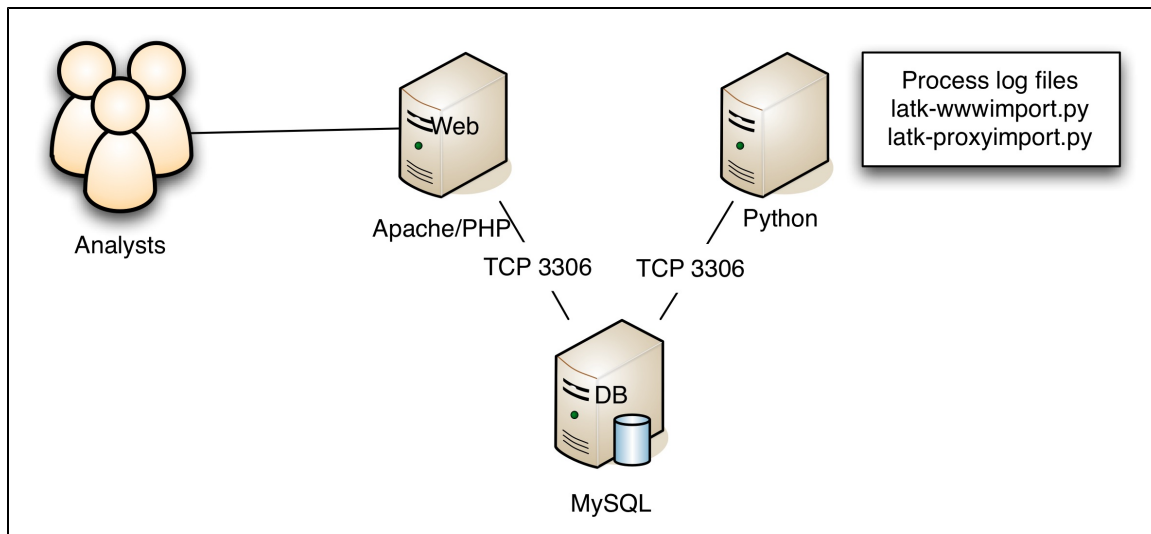 Analysts
Web
Apache/PHP
Python
Process log files
latk-wwwimport.py
latk-proxyimport.py
TCP 3306
TCP 3306
DB
MySQL